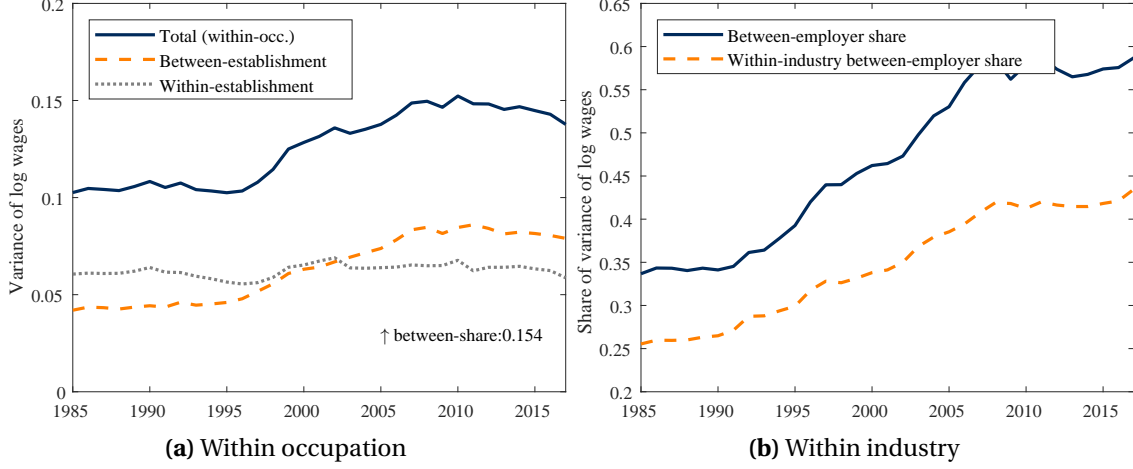 0.2
0.15
0.1
0.05
0
Variance of log wages
Total (within-occ.)
Between-establishment
Within-establishment
↑ between-share:0.154
1985 1990 1995 2000 2005 2010 2015
(a) Within occupation
0.65
0.6
0.55
0.5
0.45
0.4
0.35
0.3
0.25
0.2
Share of variance of log wages
Between-employer share
Within-industry between-employer share
1985 1990 1995 2000 2005 2010 2015
(b) Within industry